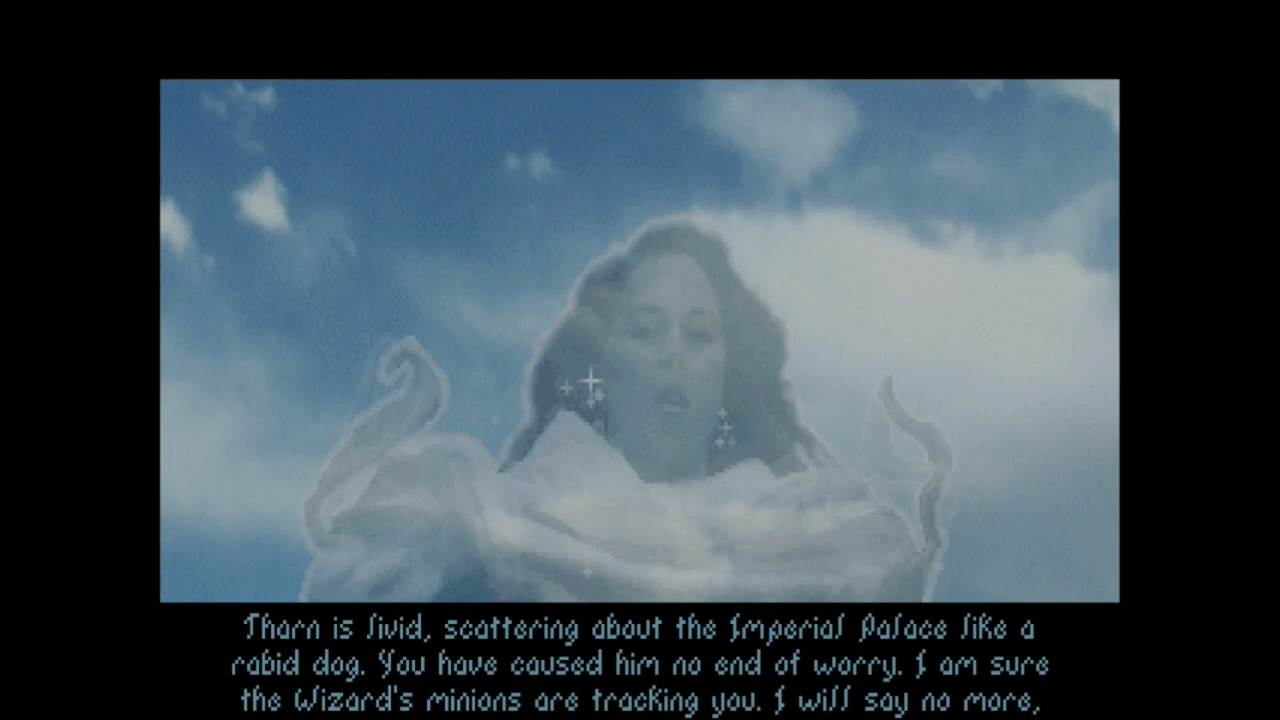 Tharn is livid, scattering about the Imperial Palace like a
rabid dog. You have caused him no end of worry. I am sure
the Wizard's minions are tracking you. I will say no more,